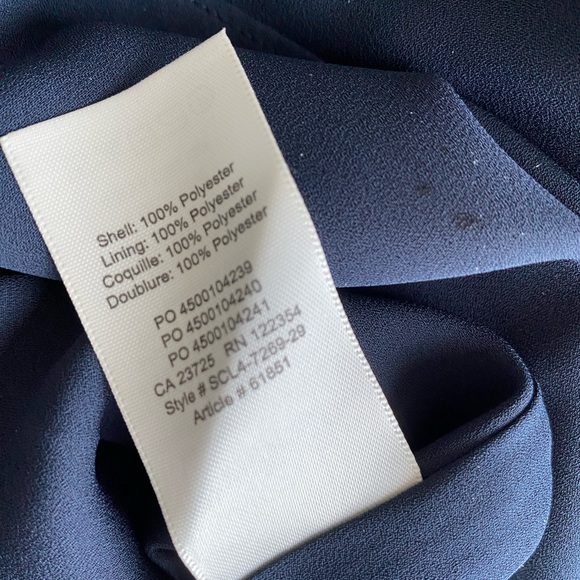 Shell: 100% Polyester
Lining: 100% Polyester
Coquille: 100% Polyester
Doublure: 100% Polyester
PO 4500104239
PO 4500104240
PO 4500104241
CA 23725 RN 122354
Style # SCLA-T269-29
Article # 61851